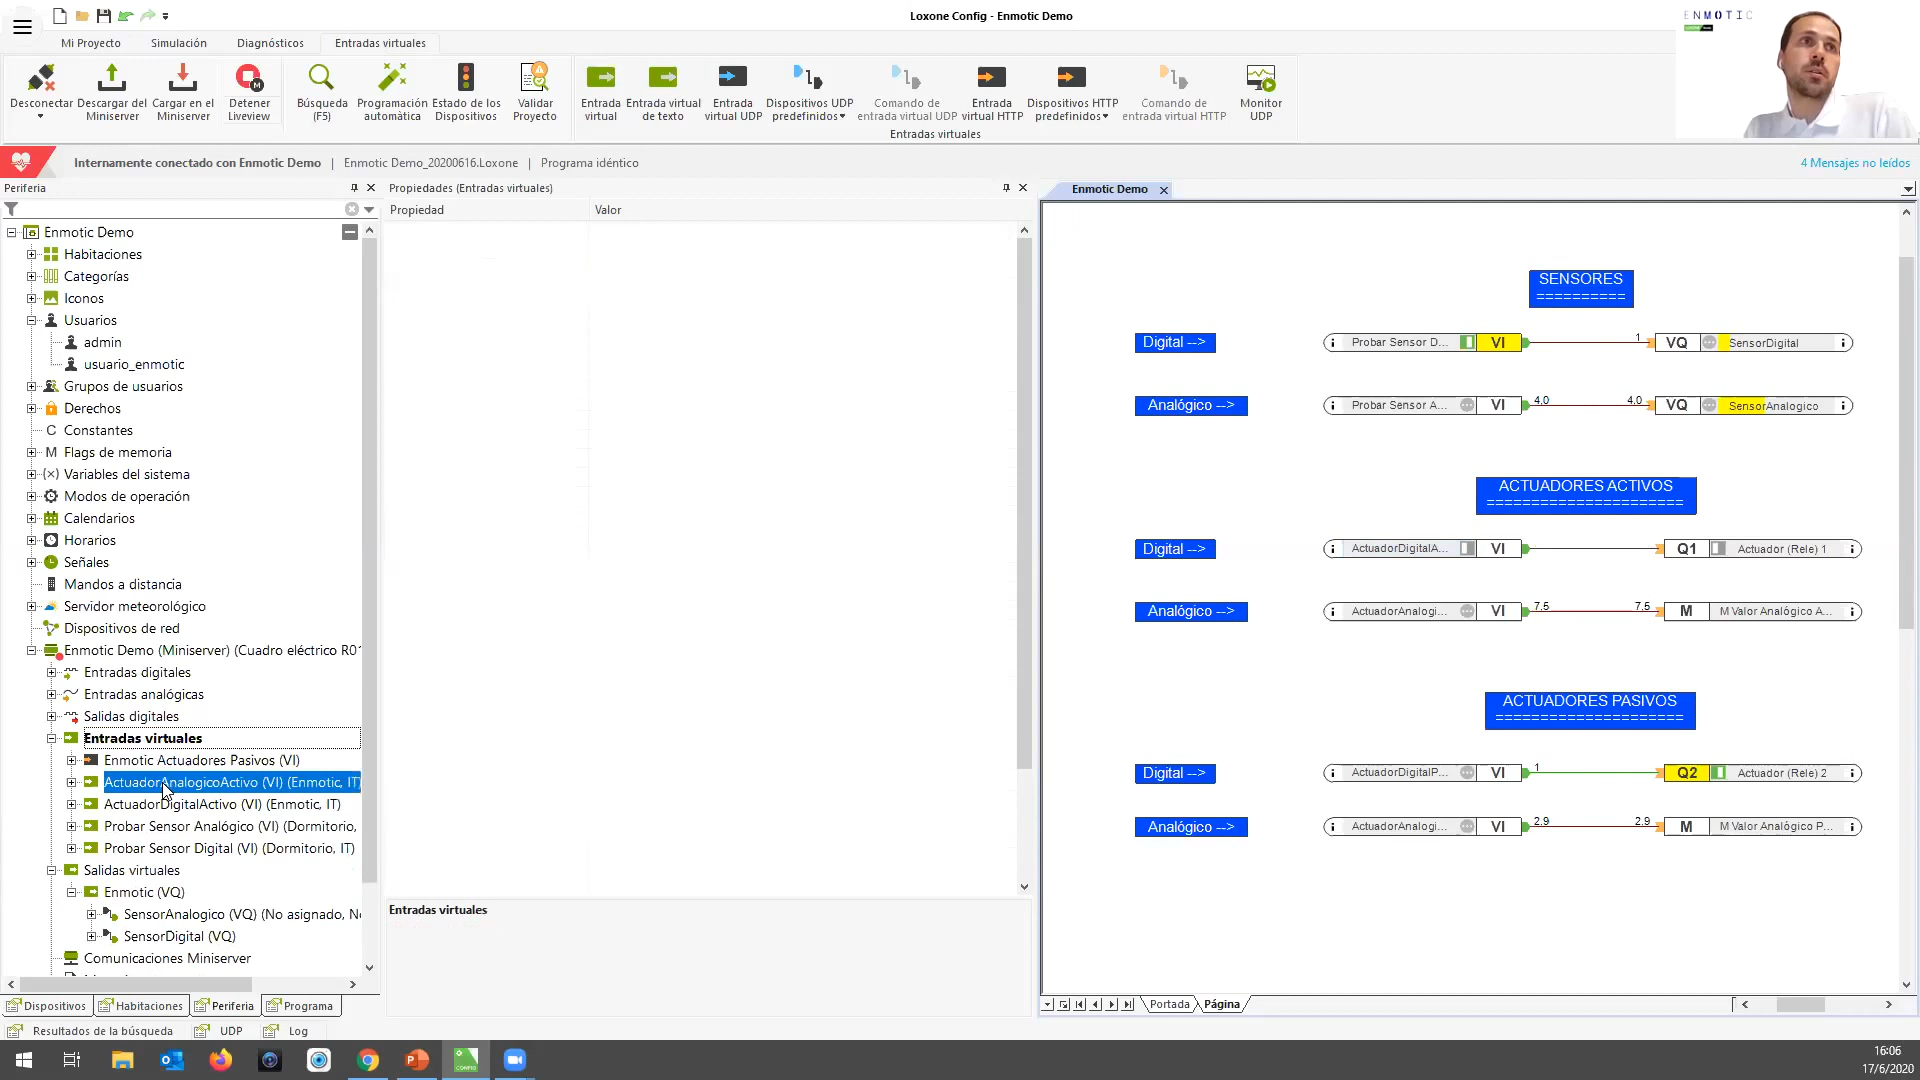 Loxone Config - Enmotic Demo
ENMOTIC
Mi Proyecto
Simulación
Diagnósticos
Entradas virtuales
Desconectar
Descargar del Miniserver
Cargar en el Miniserver
Detener Liveview
Búsqueda (F5)
Programación automàtica
Estado de los Dispositivos
Validar Proyecto
Entrada virtual
Entrada virtual de texto
Entrada virtual UDP
Dispositivos UDP predefinidos
Comando de entrada virtual UDP
Entrada virtual HTTP
Dispositivos HTTP predefinidos
Comando de entrada virtual HTTP
Monitor UDP
Entradas virtuales
Internamente conectado con Enmotic Demo | Enmotic Demo_20200616.Loxone | Programa idéntico
4 Mensajes no leídos
Periferia
Enmotic Demo
Habitaciones
Categorías
Iconos
Usuarios
admin
usuario_enmotic
Grupos de usuarios
Derechos
C Constantes
M Flags de memoria
(x) Variables del sistema
Modos de operación
Calendarios
Horarios
Señales
Mandos a distancia
Servidor meteorológico
Dispositivos de red
Enmotic Demo (Miniserver) (Cuadro eléctrico R01
Entradas digitales
Entradas analógicas
Salidas digitales
Entradas virtuales
Enmotic Actuadores Pasivos (VI)
ActuadorAnalogicoActivo (VI) (Enmotic, IT)
ActuadorDigitalActivo (VI) (Enmotic, IT)
Probar Sensor Analógico (VI) (Dormitorio,
Probar Sensor Digital (VI) (Dormitorio, IT)
Salidas virtuales
Enmotic (VQ)
SensorAnalogico (VQ) (No asignado, No
SensorDigital (VQ)
Comunicaciones Miniserver
Dispositivos
Habitaciones
Periferia
Programa
Resultados de la búsqueda
UDP
Log
Propiedades (Entradas virtuales)
Propiedad
Valor
Entradas virtuales
Enmotic Demo
SENSORES
==========
Digital -->
Probar Sensor D... VI 1 VQ SensorDigital
Analógico -->
Probar Sensor A... VI 4.0 4.0 VQ SensorAnalogico
ACTUADORES ACTIVOS
=====================
Digital -->
ActuadorDigitalA... VI Q1 Actuador (Rele) 1
Analógico -->
ActuadorAnalogi... VI 7.5 7.5 M M Valor Analógico A...
ACTUADORES PASIVOS
====================
Digital -->
ActuadorDigitalP... VI 1 Q2 Actuador (Rele) 2
Analógico -->
ActuadorAnalogi... VI 2.9 2.9 M M Valor Analógico P...
Portada
Página
CONFIG
16:06
17/6/2020